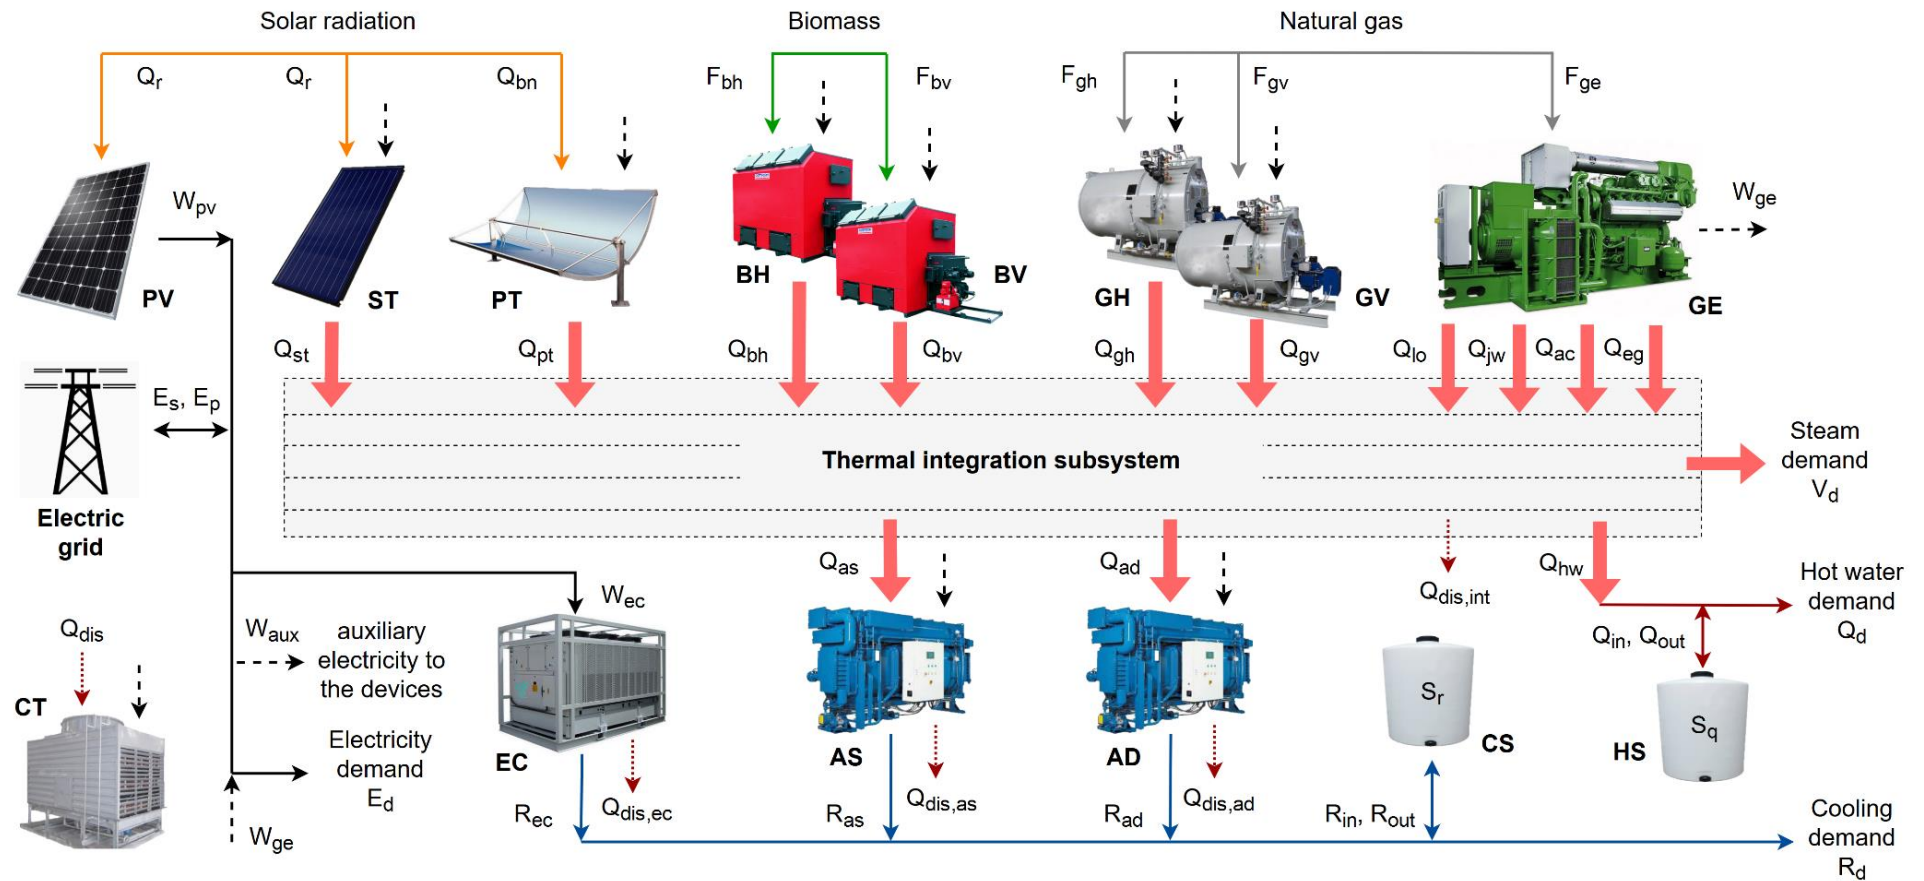 Solar radiation
Biomass
Natural gas
Qr
Qr
Qbn
Fbh
Fbv
Fgh
Fgv
Fge
Wpv
Wge
PV
ST
PT
BH
BV
GH
GV
GE
Qst
Qpt
Qbh
Qbv
Qgh
Qgv
Qlo
Qjw
Qac
Qeg
Es, Ep
Electric
grid
Thermal integration subsystem
Steam
demand
Vd
Qas
Qad
Qdis,int
Qhw
Hot water
demand
Qd
Wec
Qdis
Waux
auxiliary
electricity to
the devices
Qin, Qout
CT
Sr
Sq
Electricity
demand
Ed
EC
AS
AD
CS
HS
Wge
Rec
Qdis,ec
Ras
Qdis,as
Rad
Qdis,ad
Rin, Rout
Cooling
demand
Rd